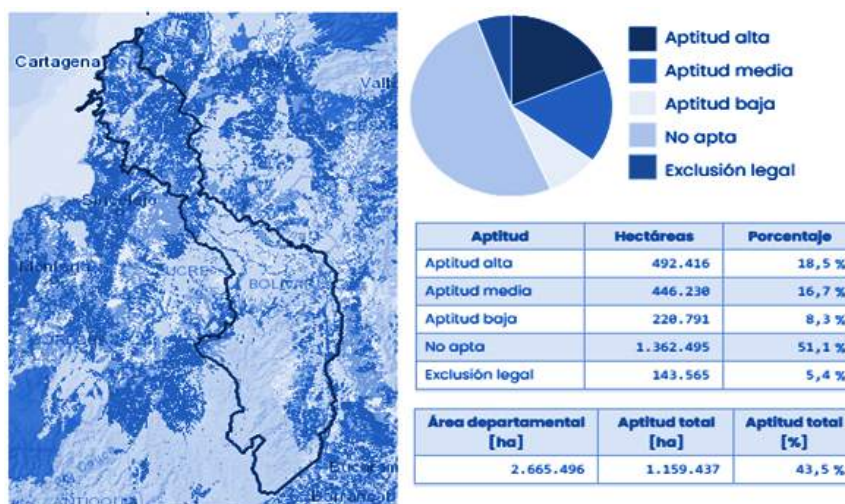 Cartagena
Sincelejo
BOLÍVAR
Aptitud alta
Aptitud media
Aptitud baja
No apta
Exclusión legal
Aptitud Hectáreas Porcentaje
Aptitud alta 492.416 18,5 %
Aptitud media 446.230 16,7 %
Aptitud baja 220.791 8,3 %
No apta 1.362.495 51,1 %
Exclusión legal 143.565 5,4 %
Área departamental Aptitud total Aptitud total
[ha] [ha] [%]
2.665.496 1.159.437 43,5 %